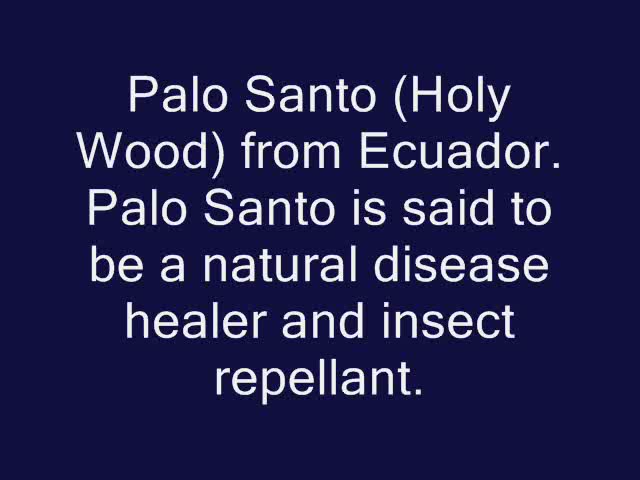 Palo Santo (Holy
Wood) from Ecuador.
Palo Santo is said to
be a natural disease
healer and insect
repellant.